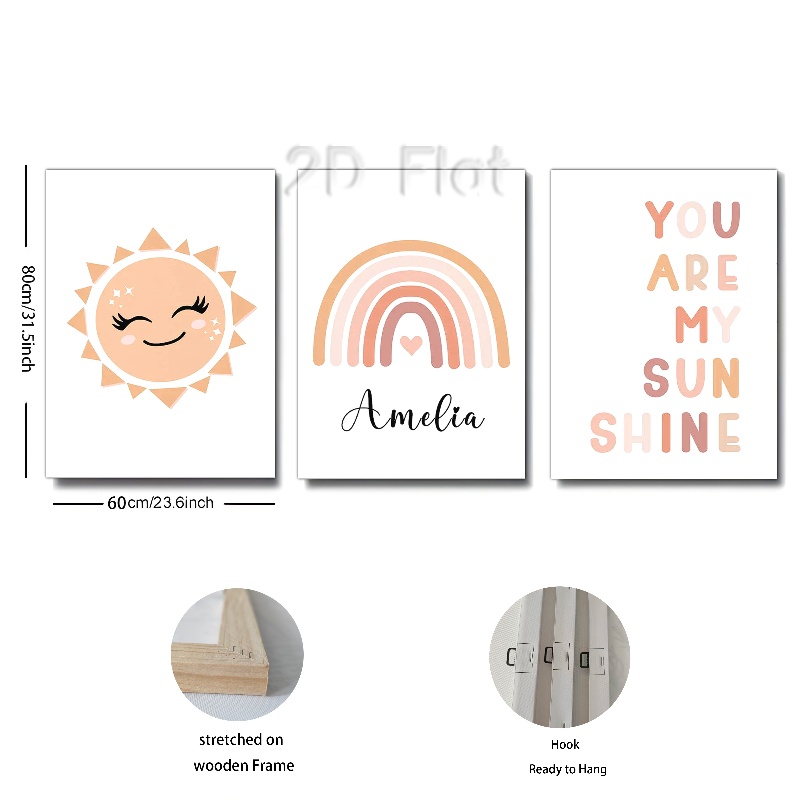 2D Flat
80cm/31.5inch
60cm/23.6inch
Amelia
YOU
ARE
MY
SUN
SHINE
stretched on
wooden Frame
Hook
Ready to Hang